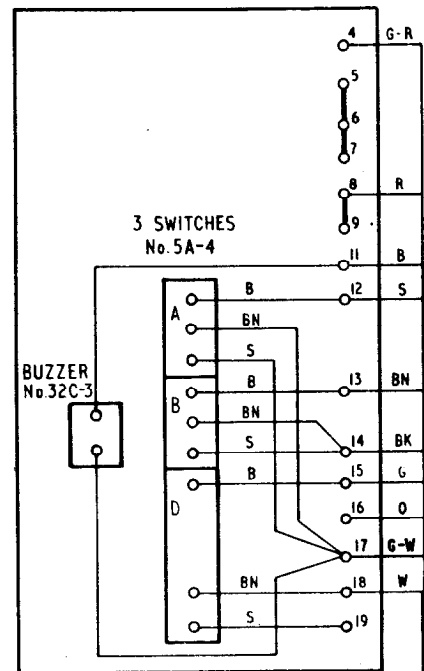 4 G-R
5
6
7
8 R
9
3 SWITCHES
No.5A-4
11 B
B 12 S
A
BN
S
BUZZER
No.32C-3
B 13 BN
B
BN
14 BK
S
B 15 G
D
16 O
17 G-W
BN 18 W
S 19